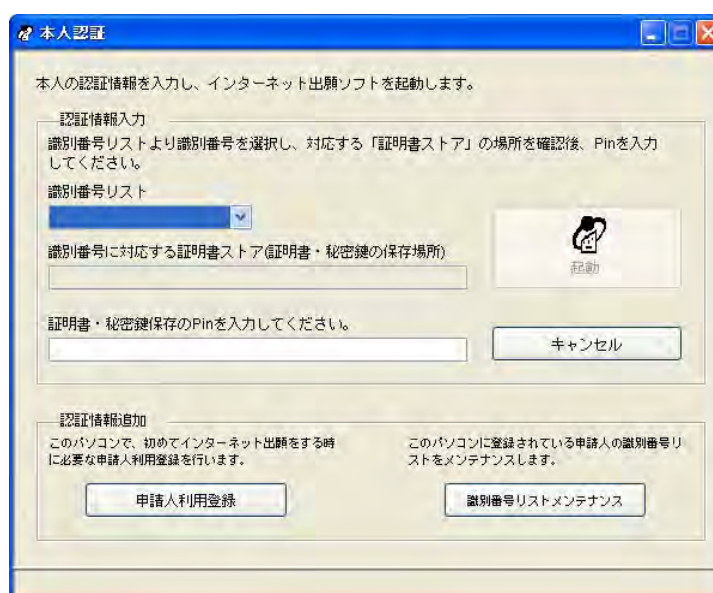 本人認証
本人の認証情報を入力し、インターネット出願ソフトを起動します。
認証情報入力
識別番号リストより識別番号を選択し、対応する「証明書ストア」の場所を確認後、Pinを入力
してください。
識別番号リスト
識別番号に対応する証明書ストア(証明書・秘密鍵の保存場所)
起動
証明書・秘密鍵保存のPinを入力してください。
キャンセル
認証情報追加
このパソコンで、初めてインターネット出願をする時
に必要な申請人利用登録を行います。
申請人利用登録
このパソコンに登録されている申請人の識別番号リ
ストをメンテナンスします。
識別番号リストメンテナンス